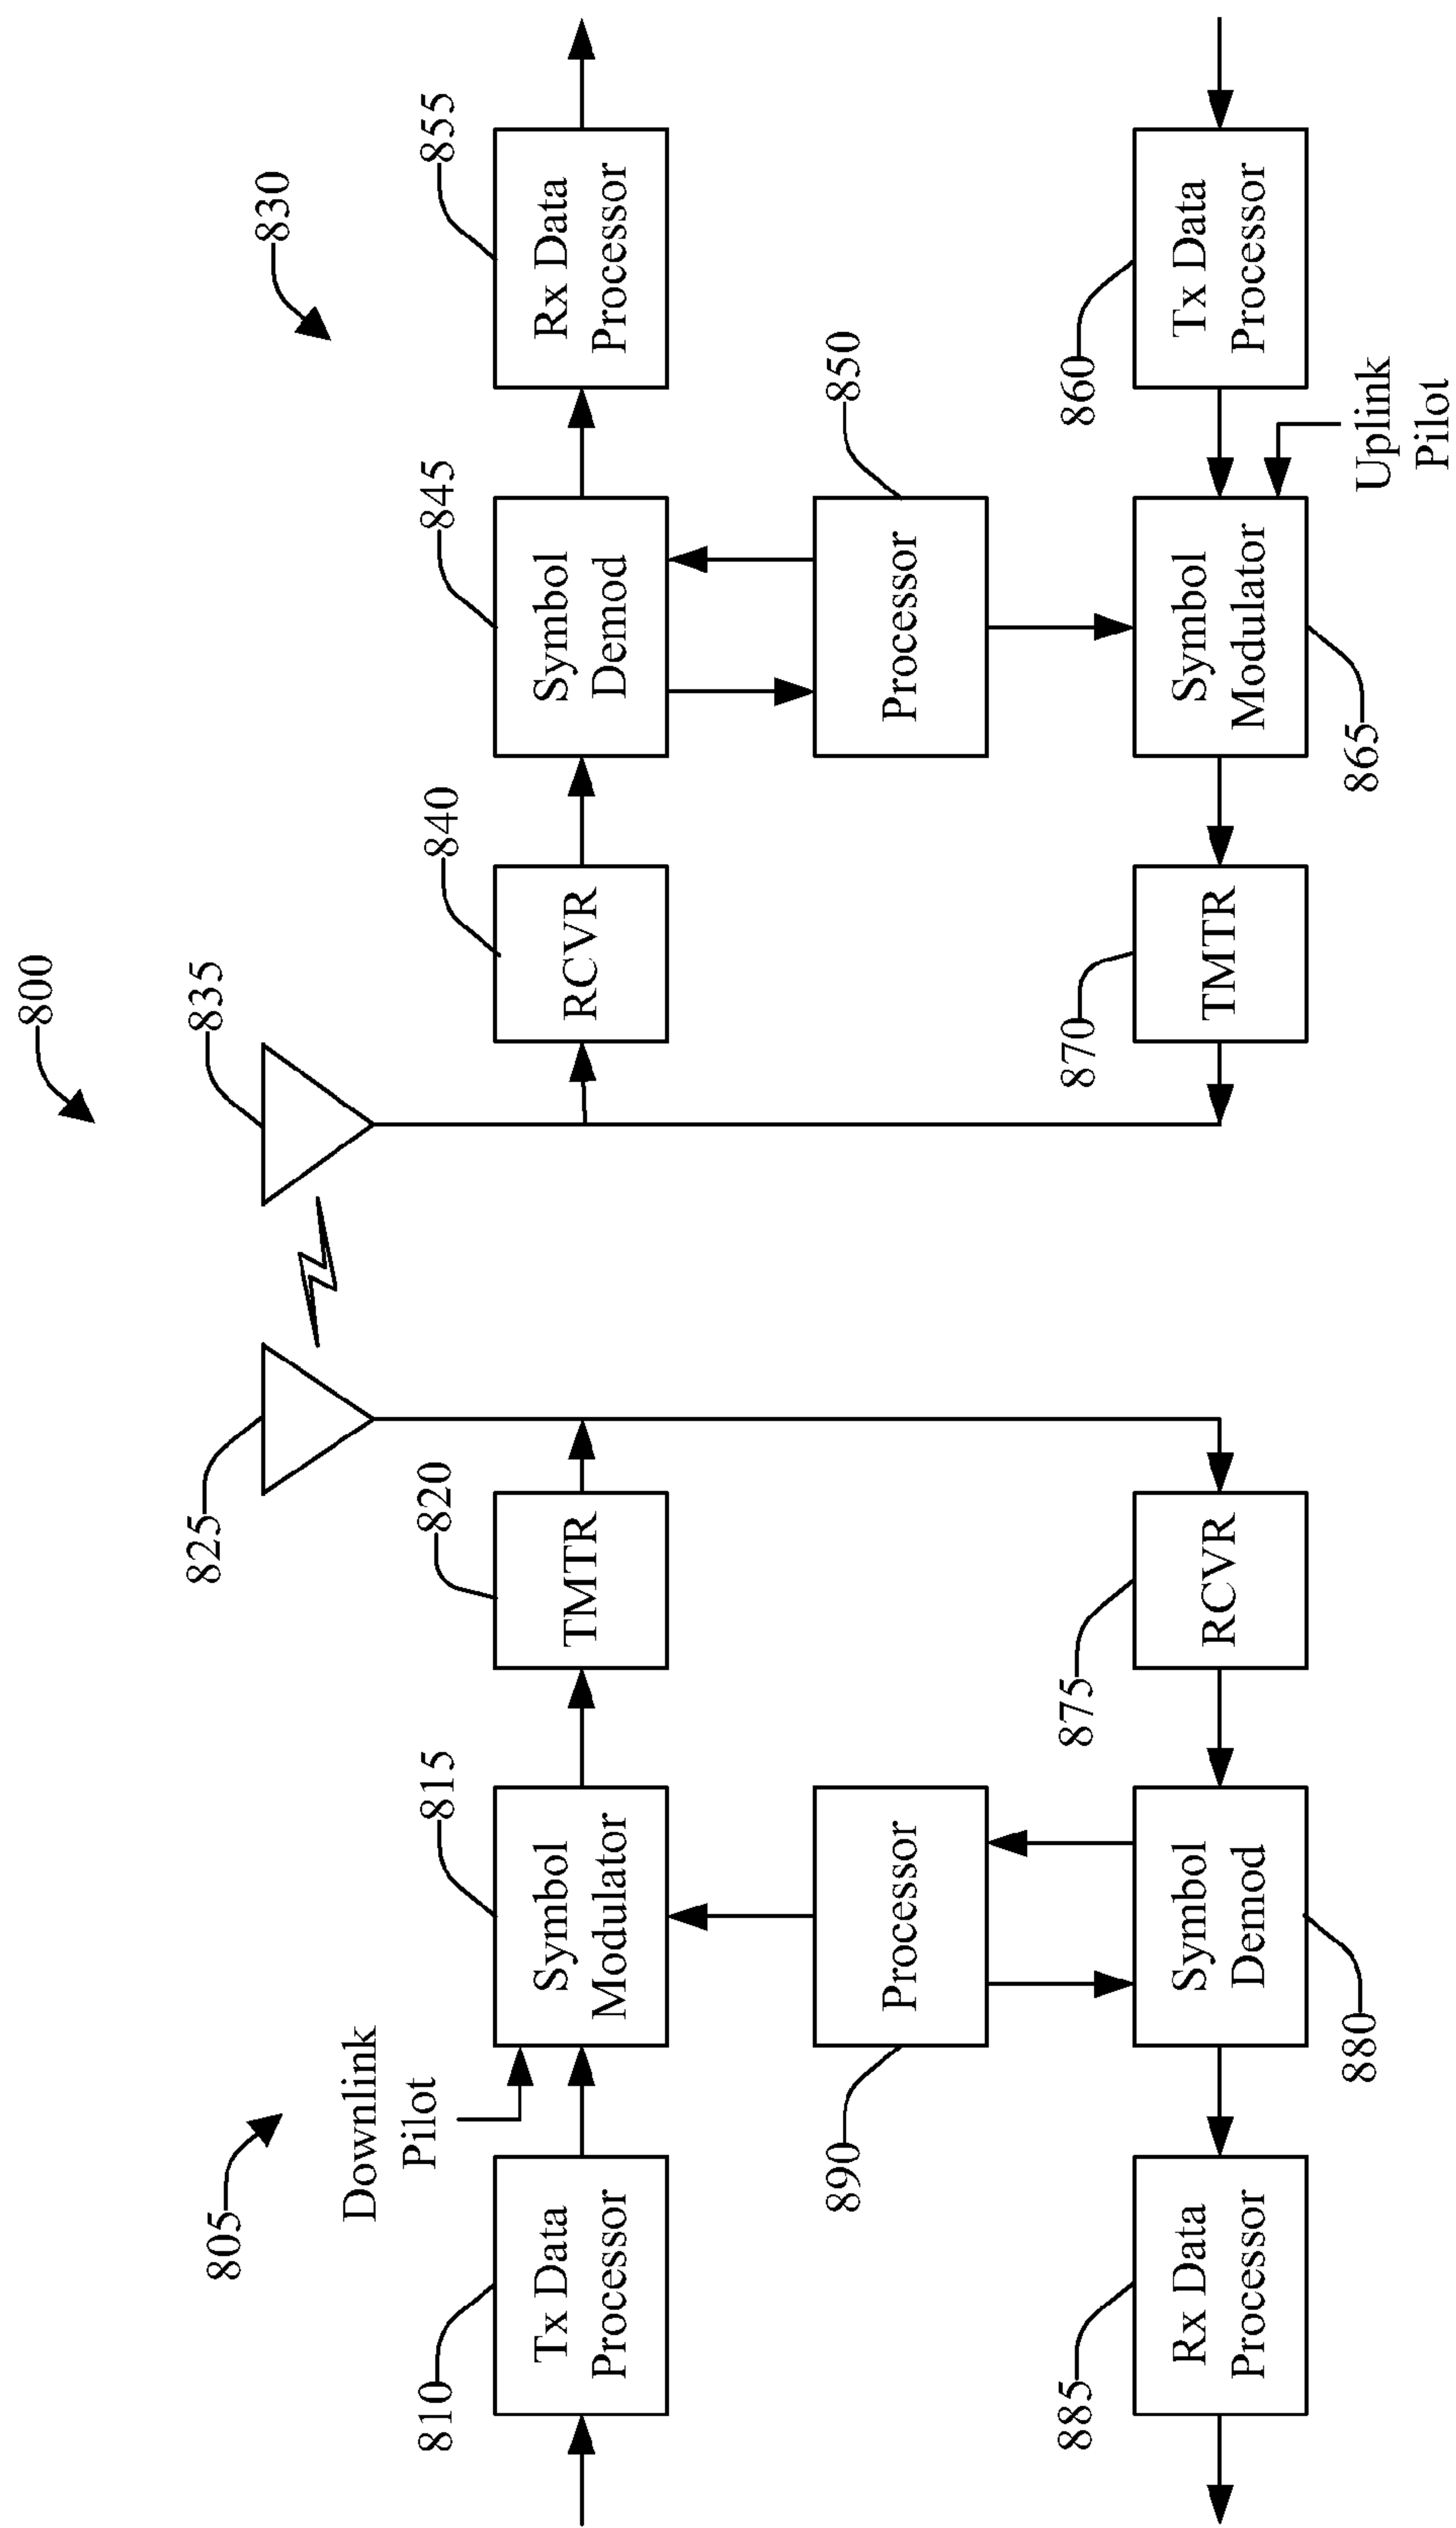 800
805
825
835
830
Downlink
Pilot
810
815
820
840
845
855
Tx Data
Processor
Symbol
Modulator
TMTR
RCVR
Symbol
Demod
Rx Data
Processor
890
Processor
Processor
850
885
875
870
860
Rx Data
Processor
Symbol
Demod
RCVR
TMTR
Symbol
Modulator
Tx Data
Processor
880
865
Uplink
Pilot